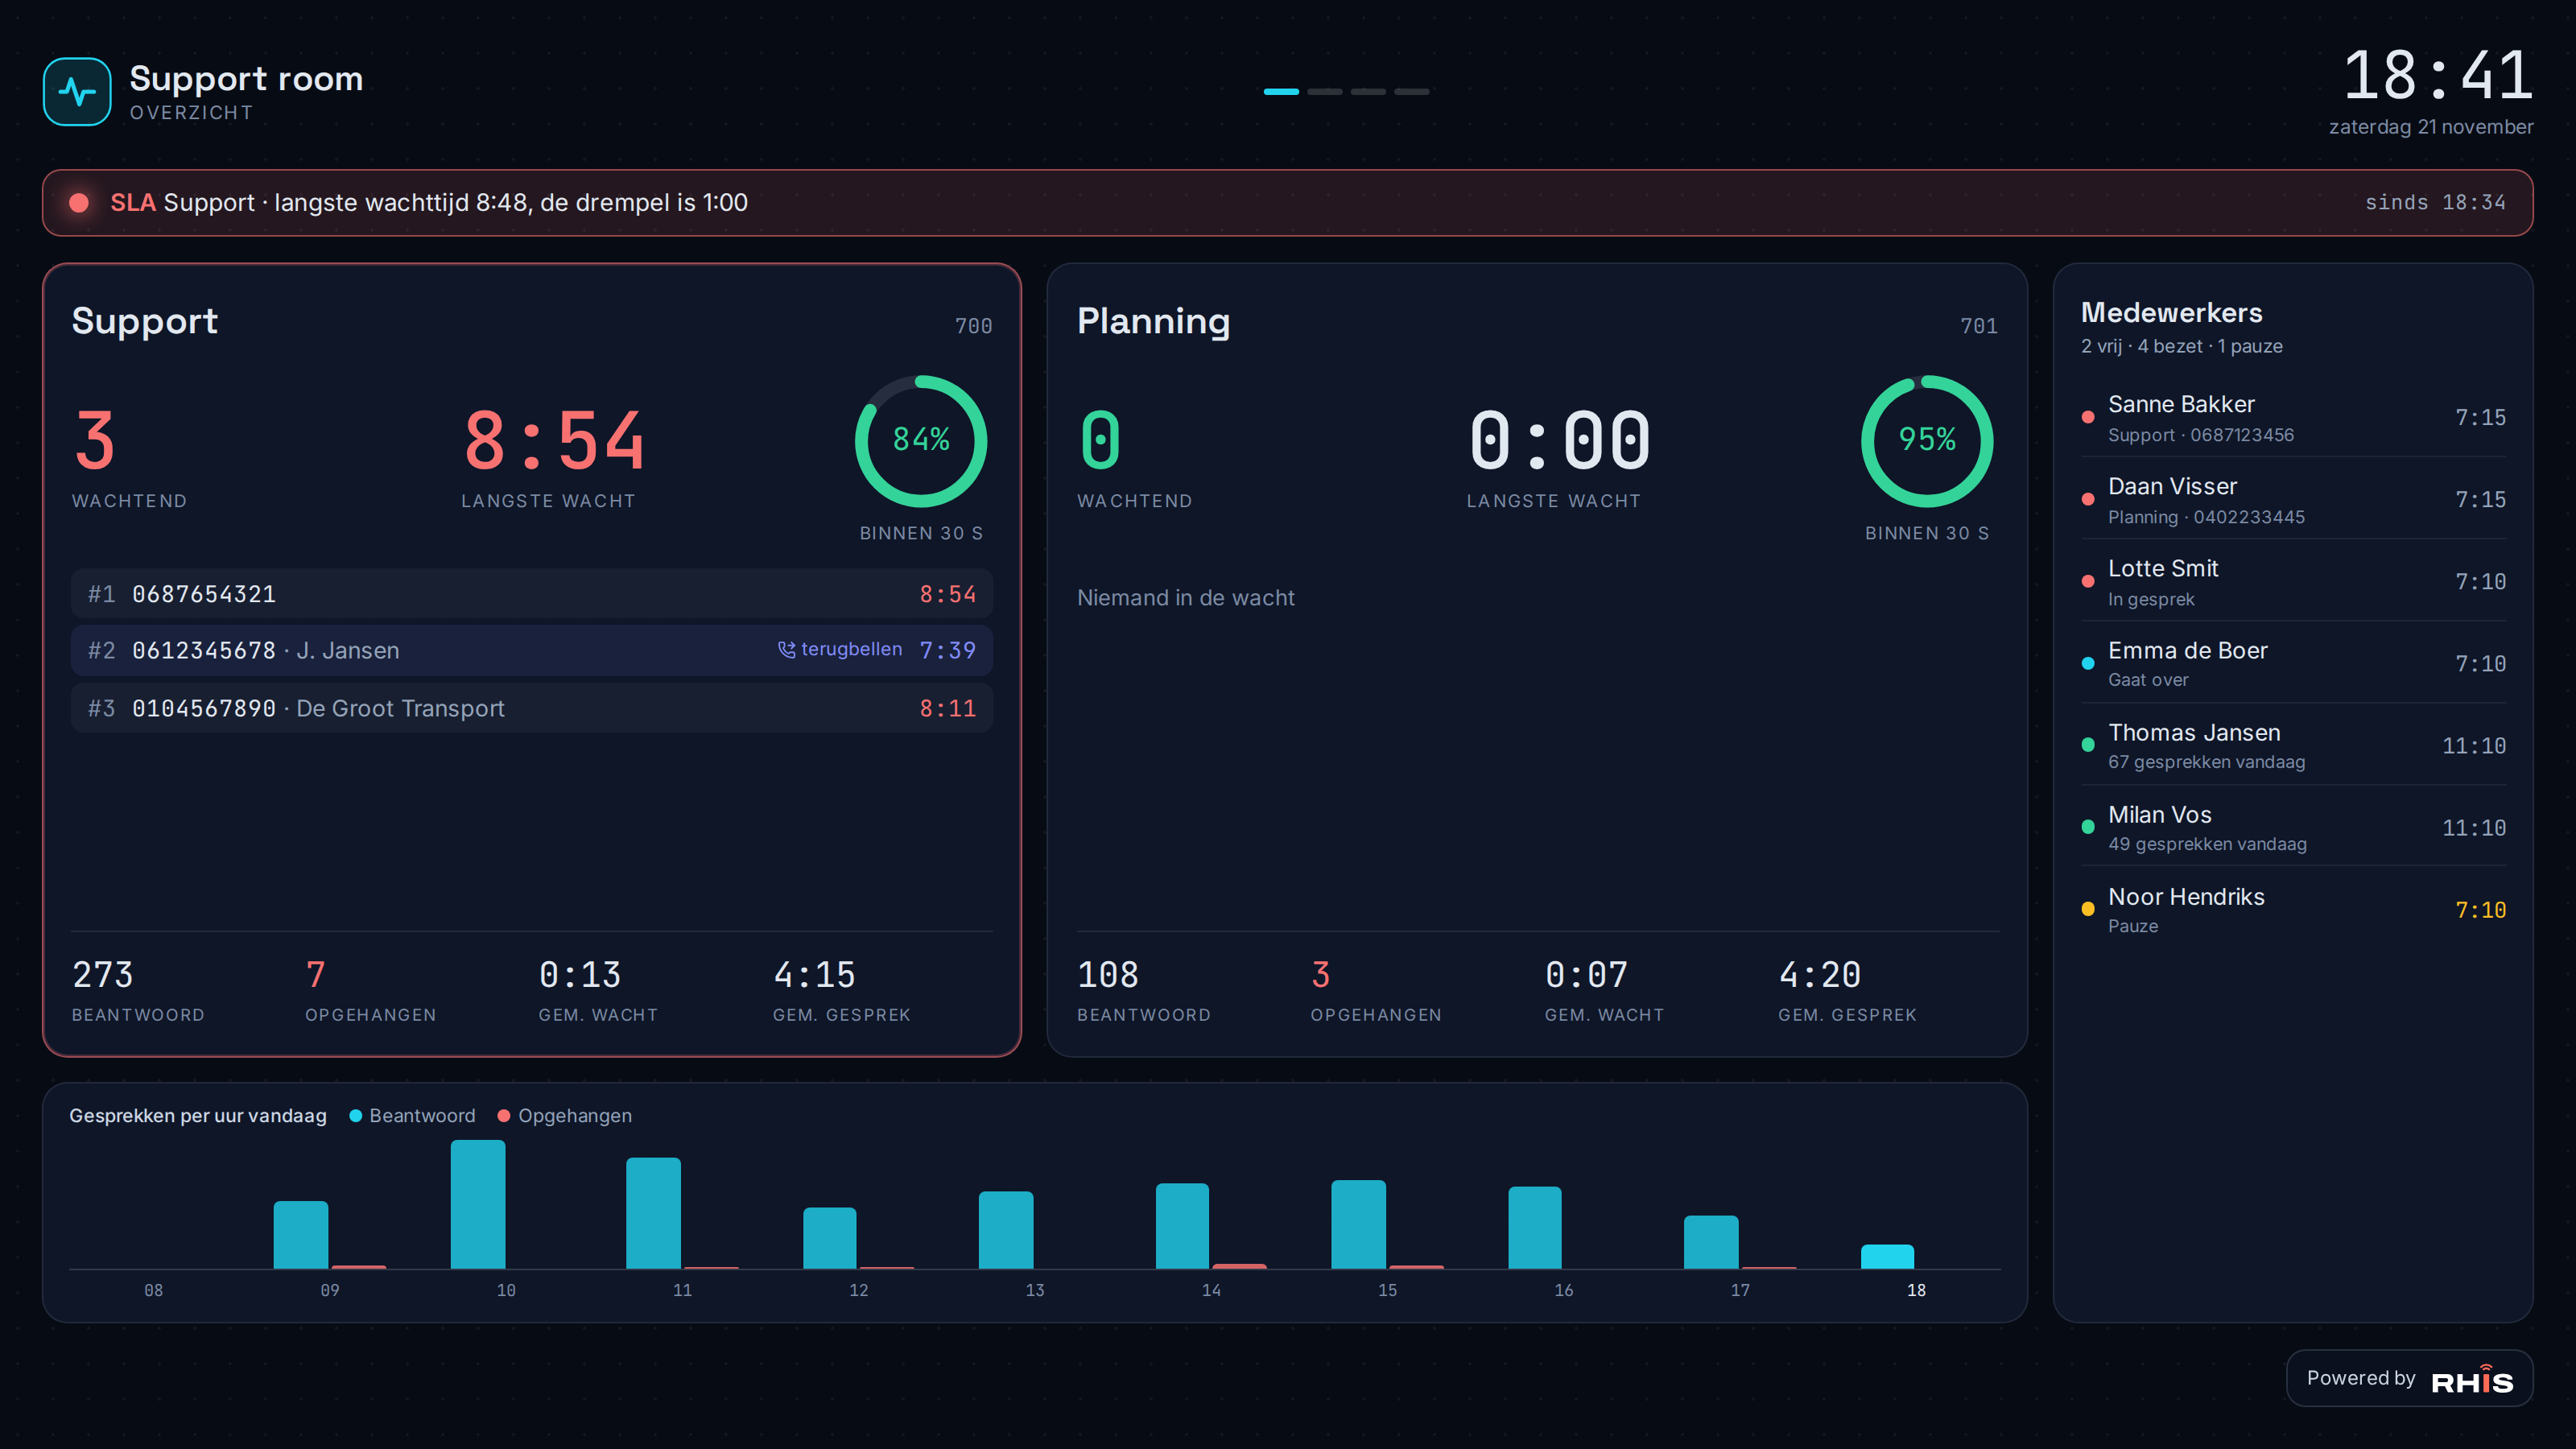 Support room
OVERZICHT
18:41
zaterdag 21 november
SLA Support · langste wachttijd 8:48, de drempel is 1:00
sinds 18:34
Support
700
3
WACHTEND
8:54
LANGSTE WACHT
84%
BINNEN 30 S
#1 0687654321 8:54
#2 0612345678 · J. Jansen terugbellen 7:39
#3 0104567890 · De Groot Transport 8:11
273
BEANTWOORD
7
OPGEHANGEN
0:13
GEM. WACHT
4:15
GEM. GESPREK
Planning
701
0
WACHTEND
0:00
LANGSTE WACHT
95%
BINNEN 30 S
Niemand in de wacht
108
BEANTWOORD
3
OPGEHANGEN
0:07
GEM. WACHT
4:20
GEM. GESPREK
Medewerkers
2 vrij · 4 bezet · 1 pauze
Sanne Bakker
Support · 0687123456
7:15
Daan Visser
Planning · 0402233445
7:15
Lotte Smit
In gesprek
7:10
Emma de Boer
Gaat over
7:10
Thomas Jansen
67 gesprekken vandaag
11:10
Milan Vos
49 gesprekken vandaag
11:10
Noor Hendriks
Pauze
7:10
Gesprekken per uur vandaag Beantwoord Opgehangen
08 09 10 11 12 13 14 15 16 17 18
Powered by RHiS